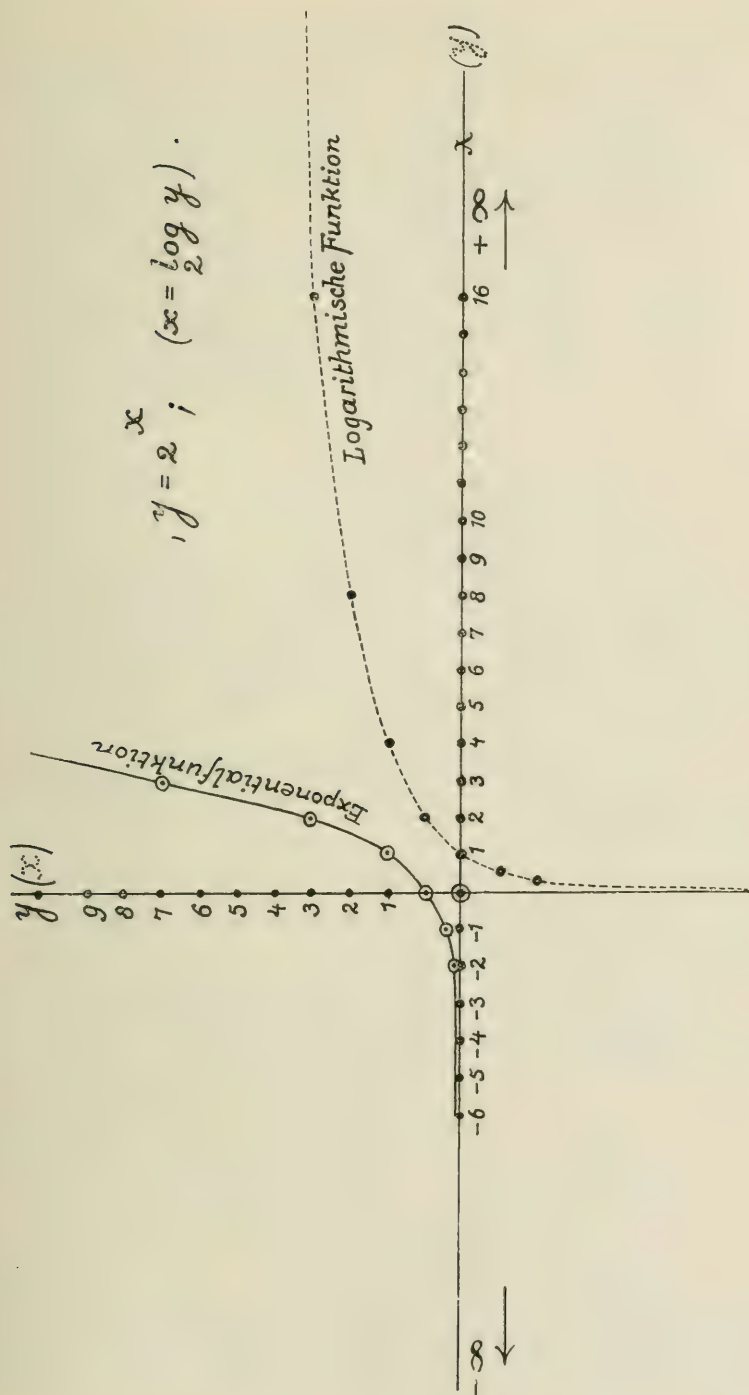 y = 2^x ; (x = log₂ y) .
y (x)
9
8
7
6
5
4
3
2
1
Exponentialfunktion
Logarithmische Funktion
- ∞ -6 -5 -4 -3 -2 -1 1 2 3 4 5 6 7 8 9 10 16 + ∞ x (y)